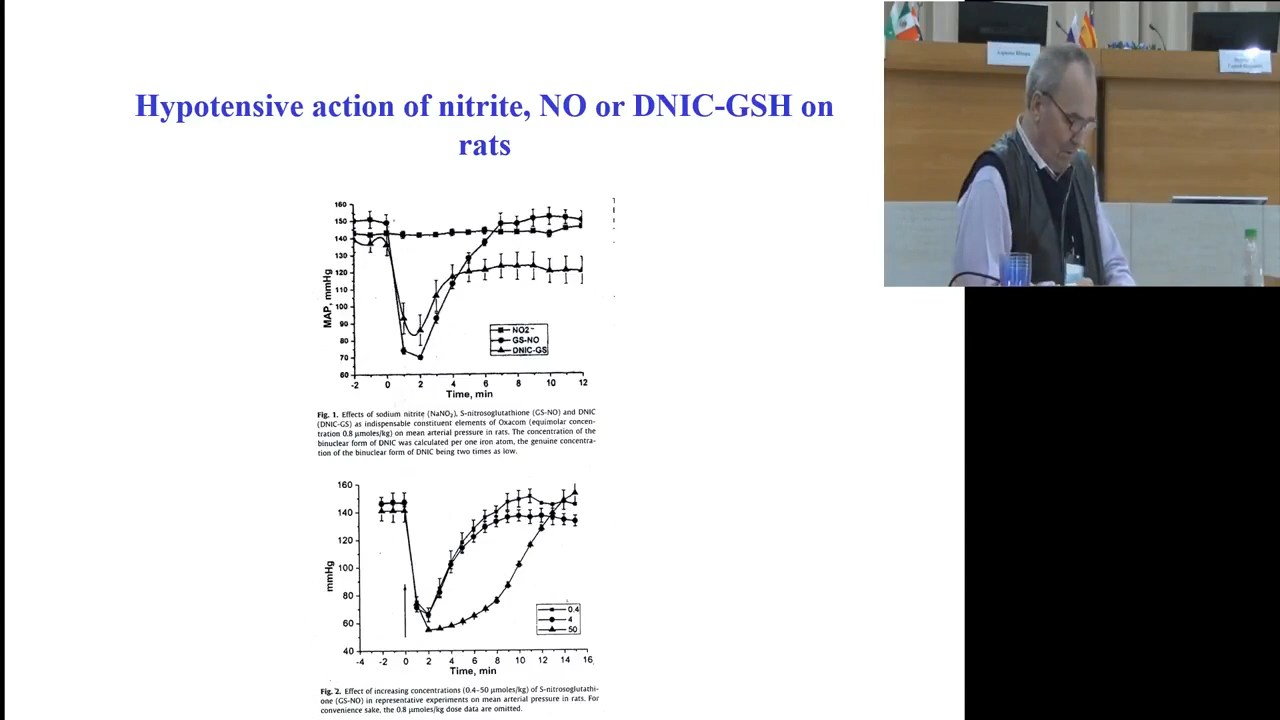 Hypotensive action of nitrite, NO or DNIC-GSH on
rats
160
150
140
130
120
110
100
90
80
70
60
MAP, mmHg
NO2⁻
GS-NO
DNIC-GS
-2 0 2 4 6 8 10 12
Time, min
Fig. 1. Effects of sodium nitrite (NaNO₂), S-nitrosoglutathione (GS-NO) and DNIC
(DNIC-GS) as indispensable constituent elements of Oxacom (equimolar concen-
tration 0.8 μmoles/kg) on mean arterial pressure in rats. The concentration of the
binuclear form of DNIC was calculated per one iron atom, the genuine concentra-
tion of the binuclear form of DNIC being two times as low.
160
140
120
100
80
60
40
mmHg
0.4
4
50
-4 -2 0 2 4 6 8 10 12 14 16
Time, min
Fig. 2. Effect of increasing concentrations (0.4-50 μmoles/kg) of S-nitrosoglutathi-
one (GS-NO) in representative experiments on mean arterial pressure in rats. For
convenience sake, the 0.8 μmoles/kg dose data are omitted.